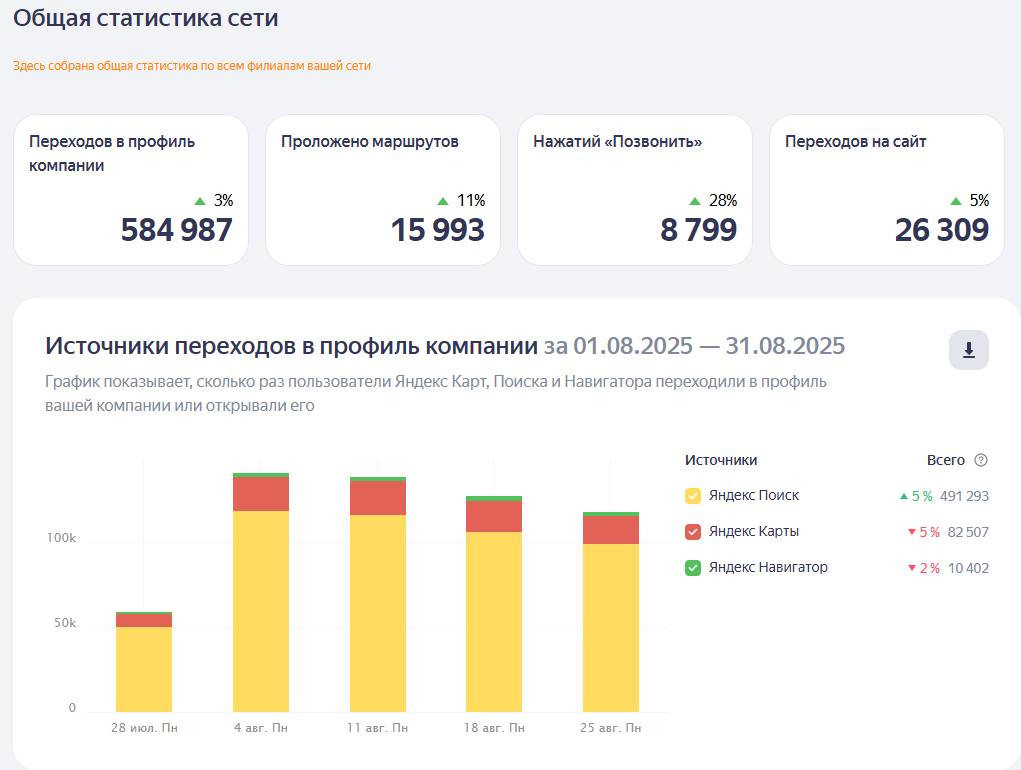 Общая статистика сети
Здесь собрана общая статистика по всем филиалам вашей сети
Переходов в профиль
компании
3%
584 987
Проложено маршрутов
11%
15 993
Нажатий «Позвонить»
28%
8 799
Переходов на сайт
5%
26 309
Источники переходов в профиль компании за 01.08.2025 — 31.08.2025
График показывает, сколько раз пользователи Яндекс Карт, Поиска и Навигатора переходили в профиль
вашей компании или открывали его
100k
50k
0
28 июл. Пн
4 авг. Пн
11 авг. Пн
18 авг. Пн
25 авг. Пн
Источники Всего ?
Яндекс Поиск 5 % 491 293
Яндекс Карты 5 % 82 507
Яндекс Навигатор 2 % 10 402